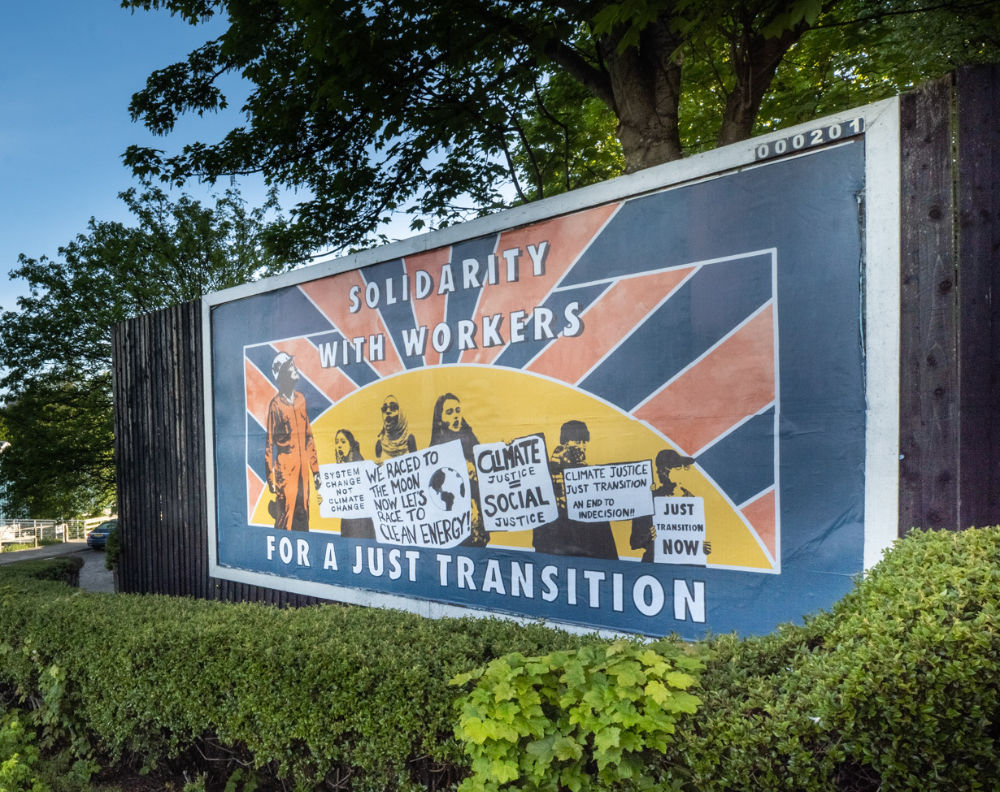 000201
SOLIDARITY
WITH WORKERS
SYSTEM
CHANGE
NOT
CLIMATE
CHANGE
WE RACED TO
THE MOON
NOW LET'S
RACE TO
CLEAN ENERGY!
CLIMATE
JUSTICE
=
SOCIAL
JUSTICE
CLIMATE JUSTICE
JUST TRANSITION
AN END TO
INDECISION!!
JUST
TRANSITION
NOW
FOR A JUST TRANSITION